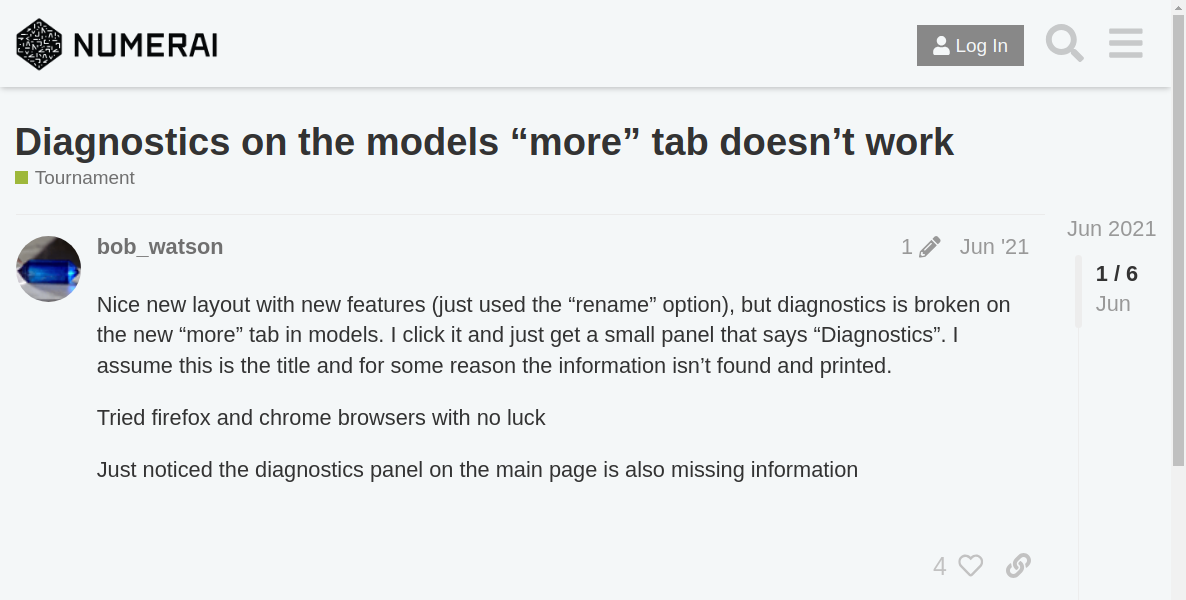 NUMERAI
Log In
Diagnostics on the models “more” tab doesn’t work
Tournament
bob_watson
1
Jun '21
Nice new layout with new features (just used the “rename” option), but diagnostics is broken on
the new “more” tab in models. I click it and just get a small panel that says “Diagnostics”. I
assume this is the title and for some reason the information isn’t found and printed.
Tried firefox and chrome browsers with no luck
Just noticed the diagnostics panel on the main page is also missing information
4
Jun 2021
1 / 6
Jun